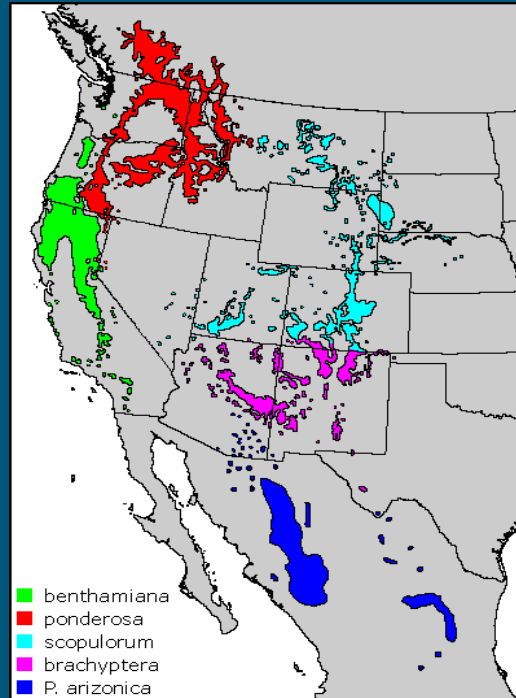 benthamiana
ponderosa
scopulorum
brachyptera
P. arizonica